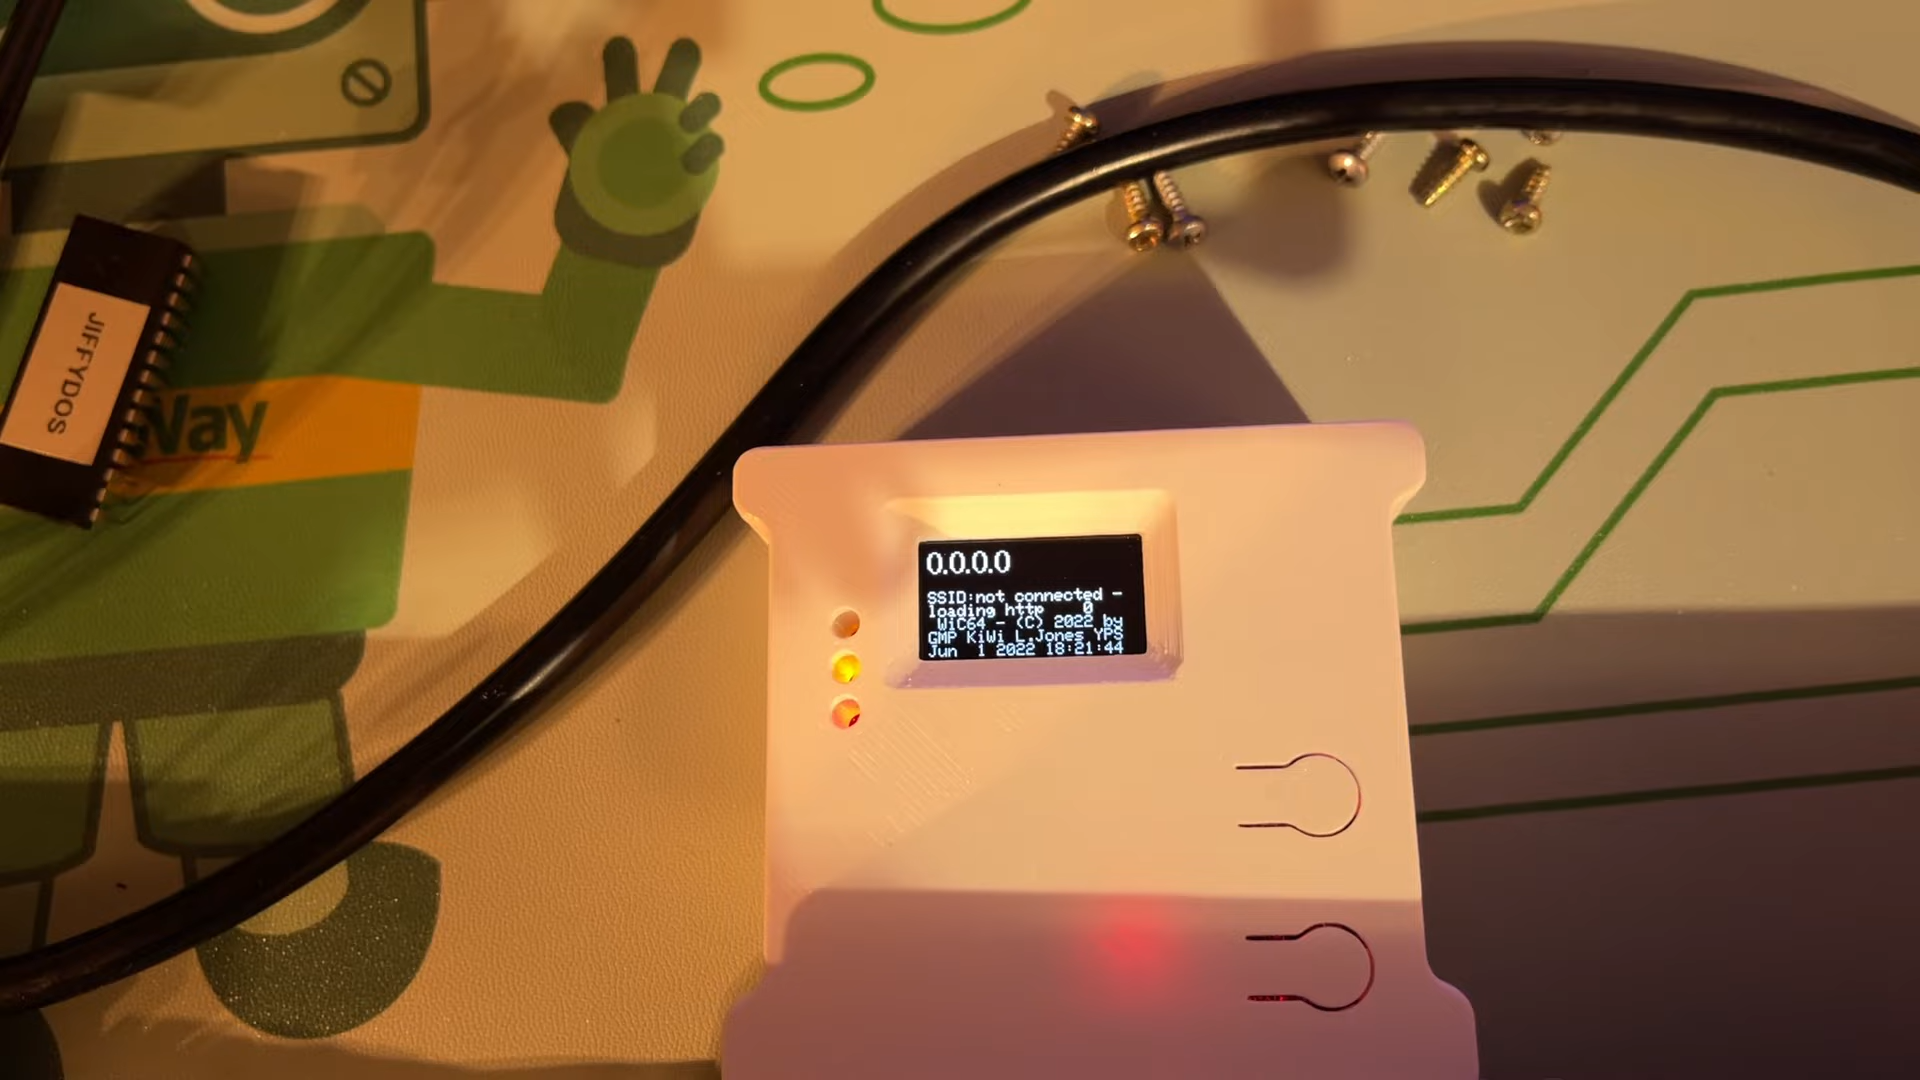 JIFFYDOS
Way
0.0.0.0
SSID:not connected -
loading http   0
WiC64 - (C) 2022 by
GMP KiWi L.Jones YPS
Jun  1 2022 18:21:44